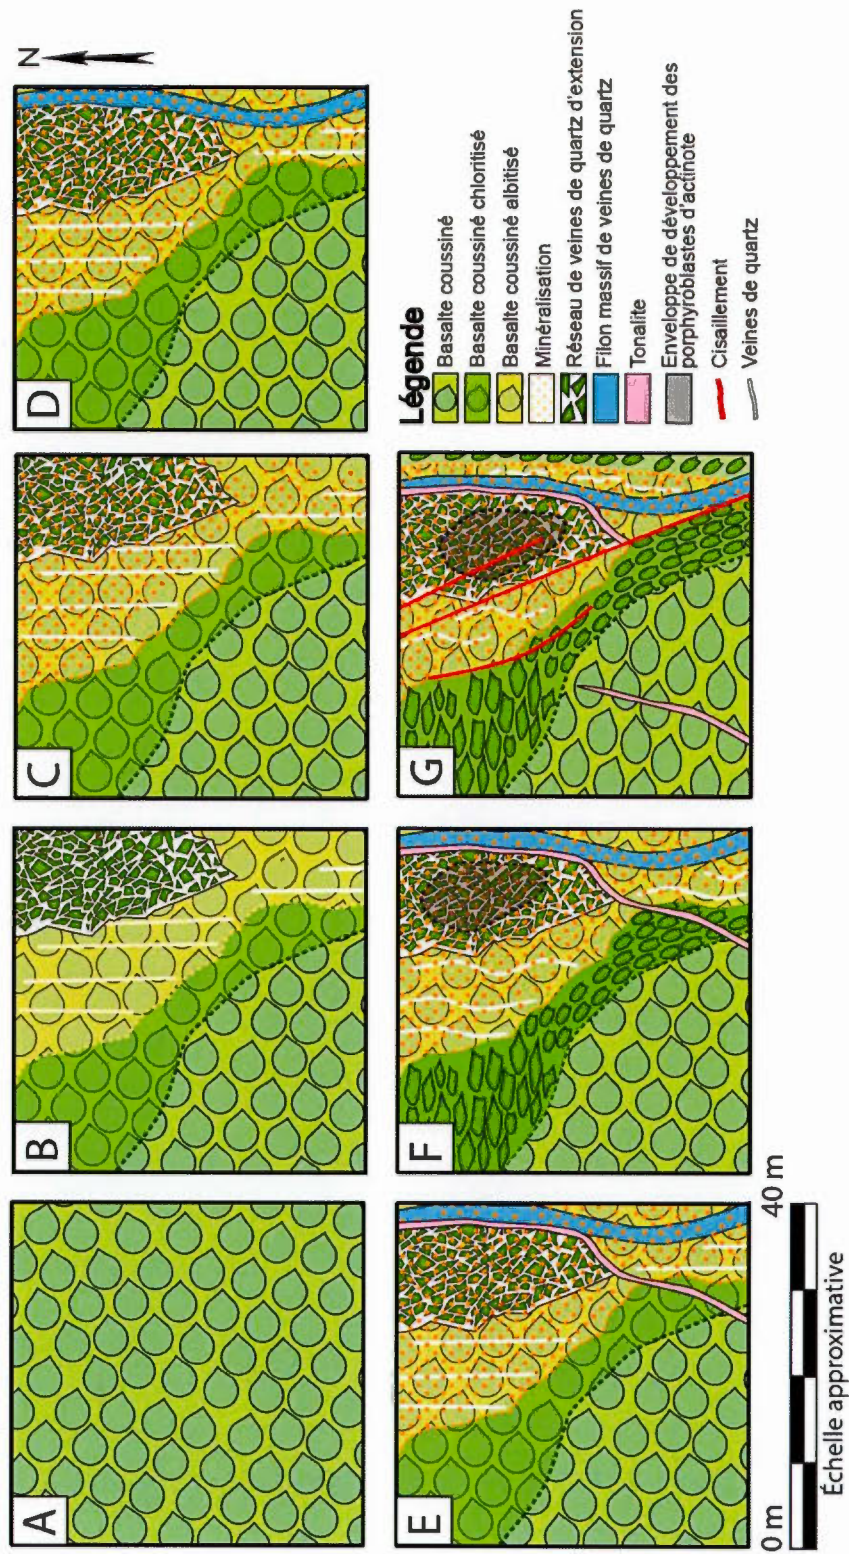 A
B
C
D
N
E
F
G
Légende
Basalte coussiné
Basalte coussiné chloritisé
Basalte coussiné albitisé
Minéralisation
Réseau de veines de quartz d'extension
Filon massif de veines de quartz
Tonalite
Enveloppe de développement des
porphyroblastes d'actinote
Cisaillement
Veines de quartz
0 m
40 m
Échelle approximative